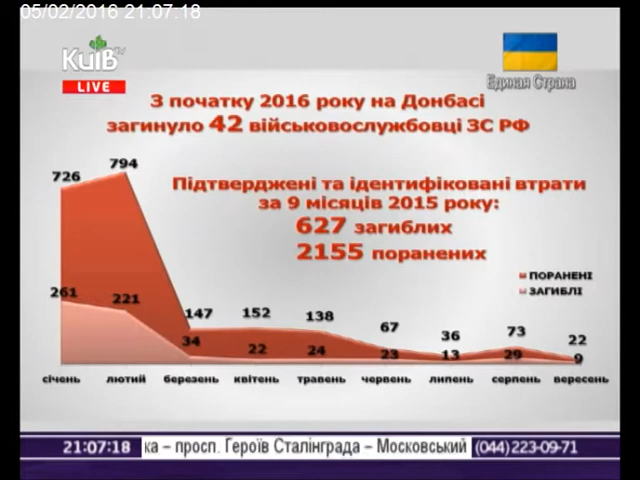 05/02/2016 21.07.18
Київ TV
LIVE
Единая Страна
З початку 2016 року на Донбасі
загинуло 42 військовослужбовці ЗС РФ
Підтверджені та ідентифіковані втрати
за 9 місяців 2015 року:
627 загиблих
2155 поранених
ПОРАНЕНІ
ЗАГИБЛІ
726 794 147 152 138 67 36 73 22
261 221 34 22 24 23 13 29 9
січень лютий березень квітень травень червень липень серпень вересень
21:07:18 ка – просп. Героїв Сталінграда – Московський (044) 223-09-71